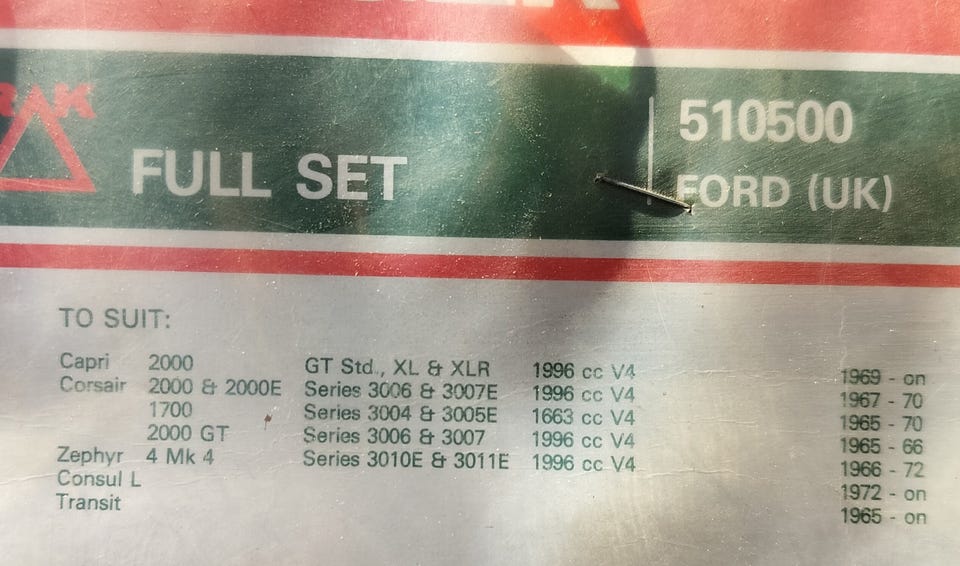 RAK
FULL SET
510500
FORD (UK)
TO SUIT:
Capri 2000 GT Std., XL & XLR 1996 cc V4 1969 - on
Corsair 2000 & 2000E Series 3006 & 3007E 1996 cc V4 1967 - 70
1700 Series 3004 & 3005E 1663 cc V4 1965 - 70
2000 GT Series 3006 & 3007 1996 cc V4 1965 - 66
Zephyr 4 Mk 4 Series 3010E & 3011E 1996 cc V4 1966 - 72
Consul L 1972 - on
Transit 1965 - on